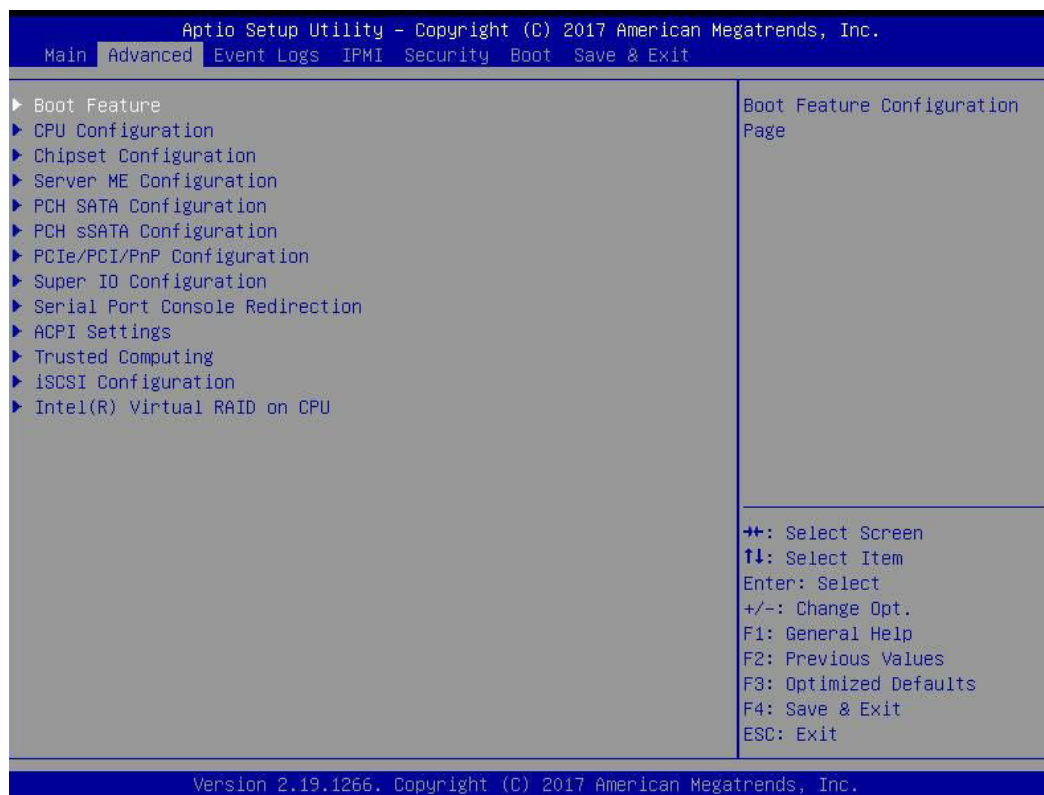 Aptio Setup Utility – Copyright (C) 2017 American Megatrends, Inc.
Main Advanced Event Logs IPMI Security Boot Save & Exit
Boot Feature
CPU Configuration
Chipset Configuration
Server ME Configuration
PCH SATA Configuration
PCH sSATA Configuration
PCIe/PCI/PnP Configuration
Super IO Configuration
Serial Port Console Redirection
ACPI Settings
Trusted Computing
iSCSI Configuration
Intel(R) Virtual RAID on CPU
Boot Feature Configuration
Page
→←: Select Screen
↑↓: Select Item
Enter: Select
+/-: Change Opt.
F1: General Help
F2: Previous Values
F3: Optimized Defaults
F4: Save & Exit
ESC: Exit
Version 2.19.1266. Copyright (C) 2017 American Megatrends, Inc.